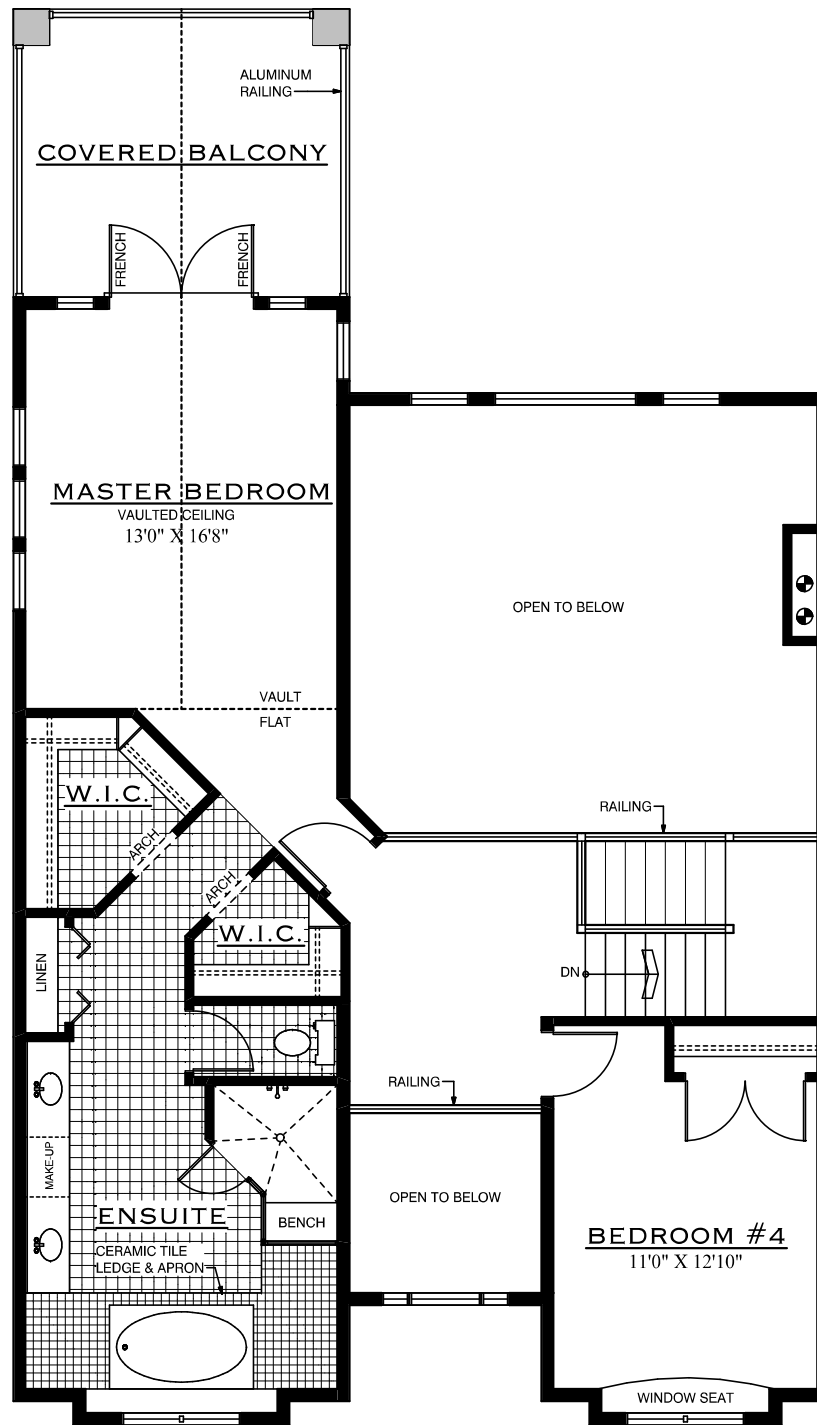 ALUMINUM
RAILING
COVERED BALCONY
FRENCH
FRENCH
MASTER BEDROOM
VAULTED CEILING
13'0" X 16'8"
OPEN TO BELOW
VAULT
FLAT
W.I.C.
RAILING
ARCH
ARCH
W.I.C.
LINEN
DN
RAILING
MAKE-UP
OPEN TO BELOW
ENSUITE
BENCH
BEDROOM #4
11'0" X 12'10"
CERAMIC TILE
LEDGE & APRON
WINDOW SEAT